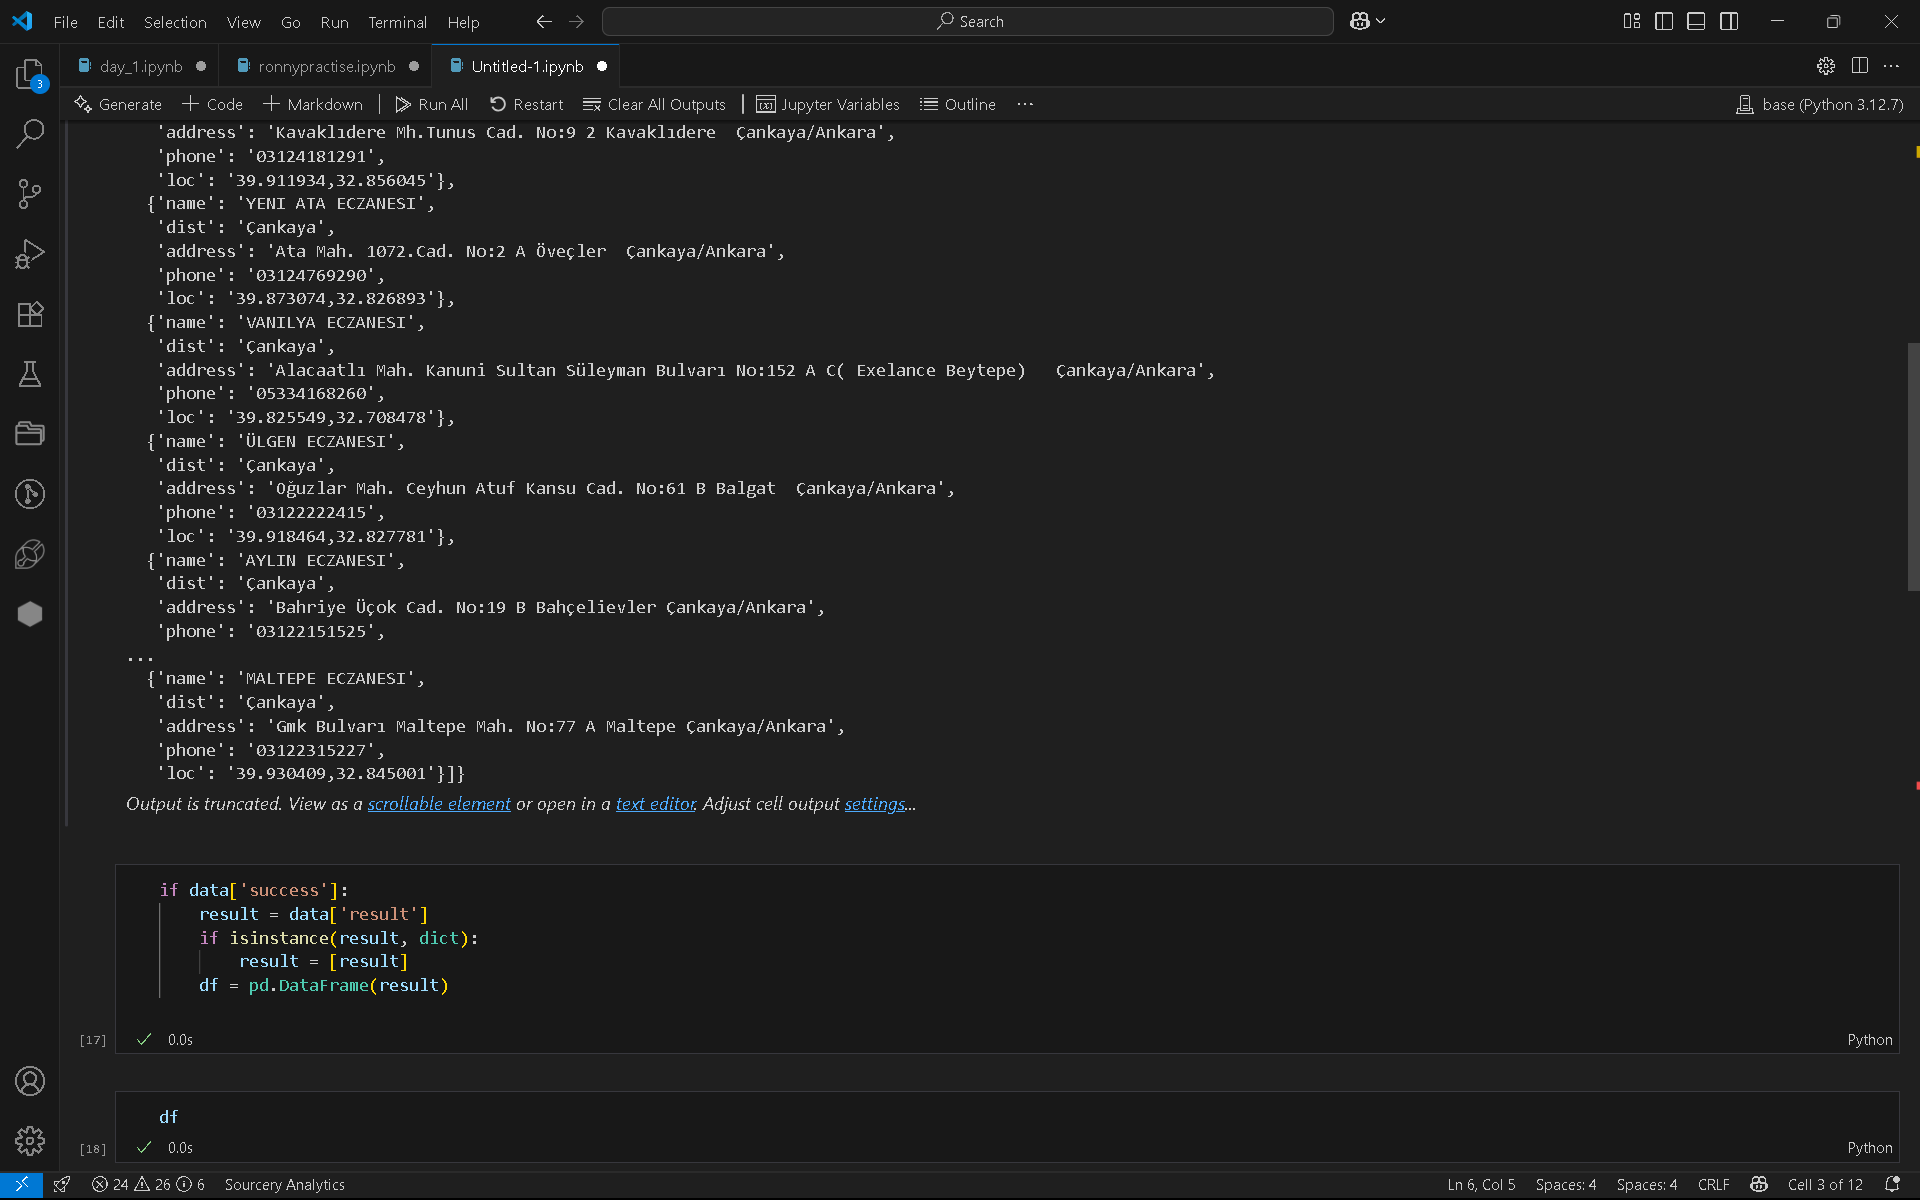 File Edit Selection View Go Run Terminal Help Search
3
day_1.ipynb ronnypractise.ipynb Untitled-1.ipynb
Generate Code Markdown Run All Restart Clear All Outputs Jupyter Variables Outline ... base (Python 3.12.7)
'address': 'Kavaklıdere Mh.Tunus Cad. No:9 2 Kavaklıdere  Çankaya/Ankara',
'phone': '03124181291',
'loc': '39.911934,32.856045'},
{'name': 'YENI ATA ECZANESI',
'dist': 'Çankaya',
'address': 'Ata Mah. 1072.Cad. No:2 A Öveçler  Çankaya/Ankara',
'phone': '03124769290',
'loc': '39.873074,32.826893'},
{'name': 'VANILYA ECZANESI',
'dist': 'Çankaya',
'address': 'Alacaatlı Mah. Kanuni Sultan Süleyman Bulvarı No:152 A C( Exelance Beytepe)   Çankaya/Ankara',
'phone': '05334168260',
'loc': '39.825549,32.708478'},
{'name': 'ÜLGEN ECZANESI',
'dist': 'Çankaya',
'address': 'Oğuzlar Mah. Ceyhun Atuf Kansu Cad. No:61 B Balgat  Çankaya/Ankara',
'phone': '03122222415',
'loc': '39.918464,32.827781'},
{'name': 'AYLIN ECZANESI',
'dist': 'Çankaya',
'address': 'Bahriye Üçok Cad. No:19 B Bahçelievler Çankaya/Ankara',
'phone': '03122151525',
...
{'name': 'MALTEPE ECZANESI',
'dist': 'Çankaya',
'address': 'Gmk Bulvarı Maltepe Mah. No:77 A Maltepe Çankaya/Ankara',
'phone': '03122315227',
'loc': '39.930409,32.845001'}]}
Output is truncated. View as a scrollable element or open in a text editor. Adjust cell output settings...
if data['success']:
result = data['result']
if isinstance(result, dict):
result = [result]
df = pd.DataFrame(result)
[17] 0.0s Python
df
[18] 0.0s Python
24 26 6 Sourcery Analytics Ln 6, Col 5 Spaces: 4 Spaces: 4 CRLF Cell 3 of 12